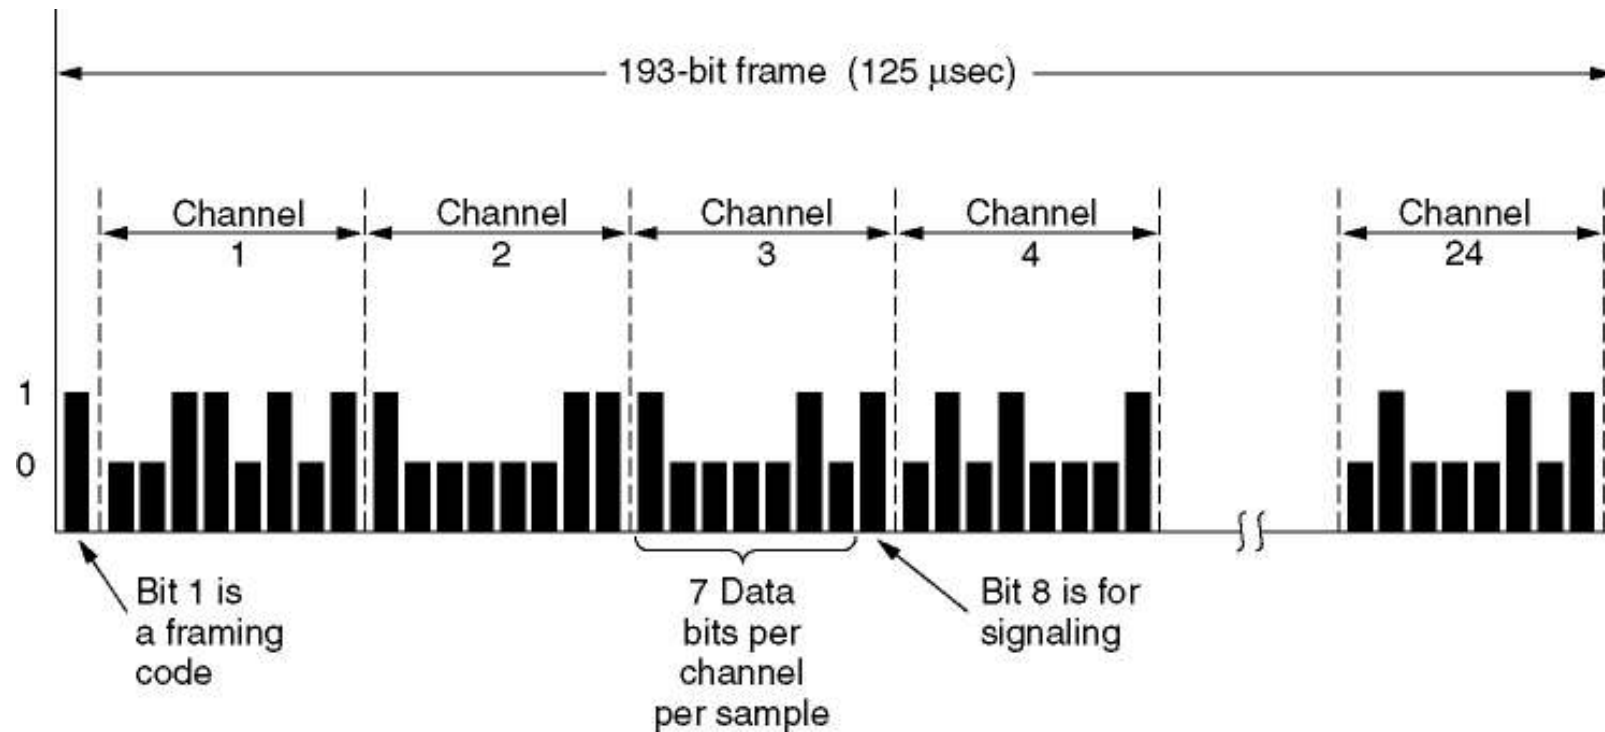 193-bit frame (125 μsec)
Channel
1
Channel
2
Channel
3
Channel
4
Channel
24
1
0
Bit 1 is
a framing
code
7 Data
bits per
channel
per sample
Bit 8 is for
signaling